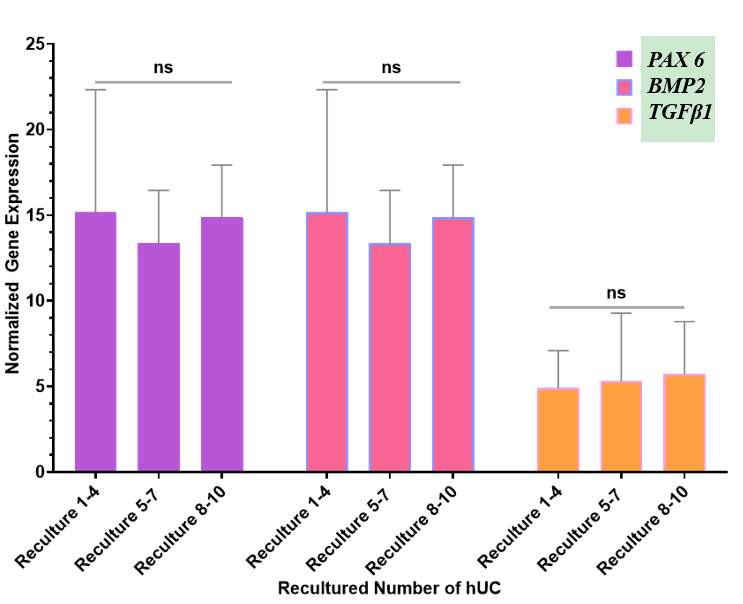 25
20
15
10
5
0
Normalized Gene Expression
ns
ns
ns
PAX 6
BMP2
TGFβ1
Reculture 1-4
Reculture 5-7
Reculture 8-10
Reculture 1-4
Reculture 5-7
Reculture 8-10
Reculture 1-4
Reculture 5-7
Reculture 8-10
Recultured Number of hUC